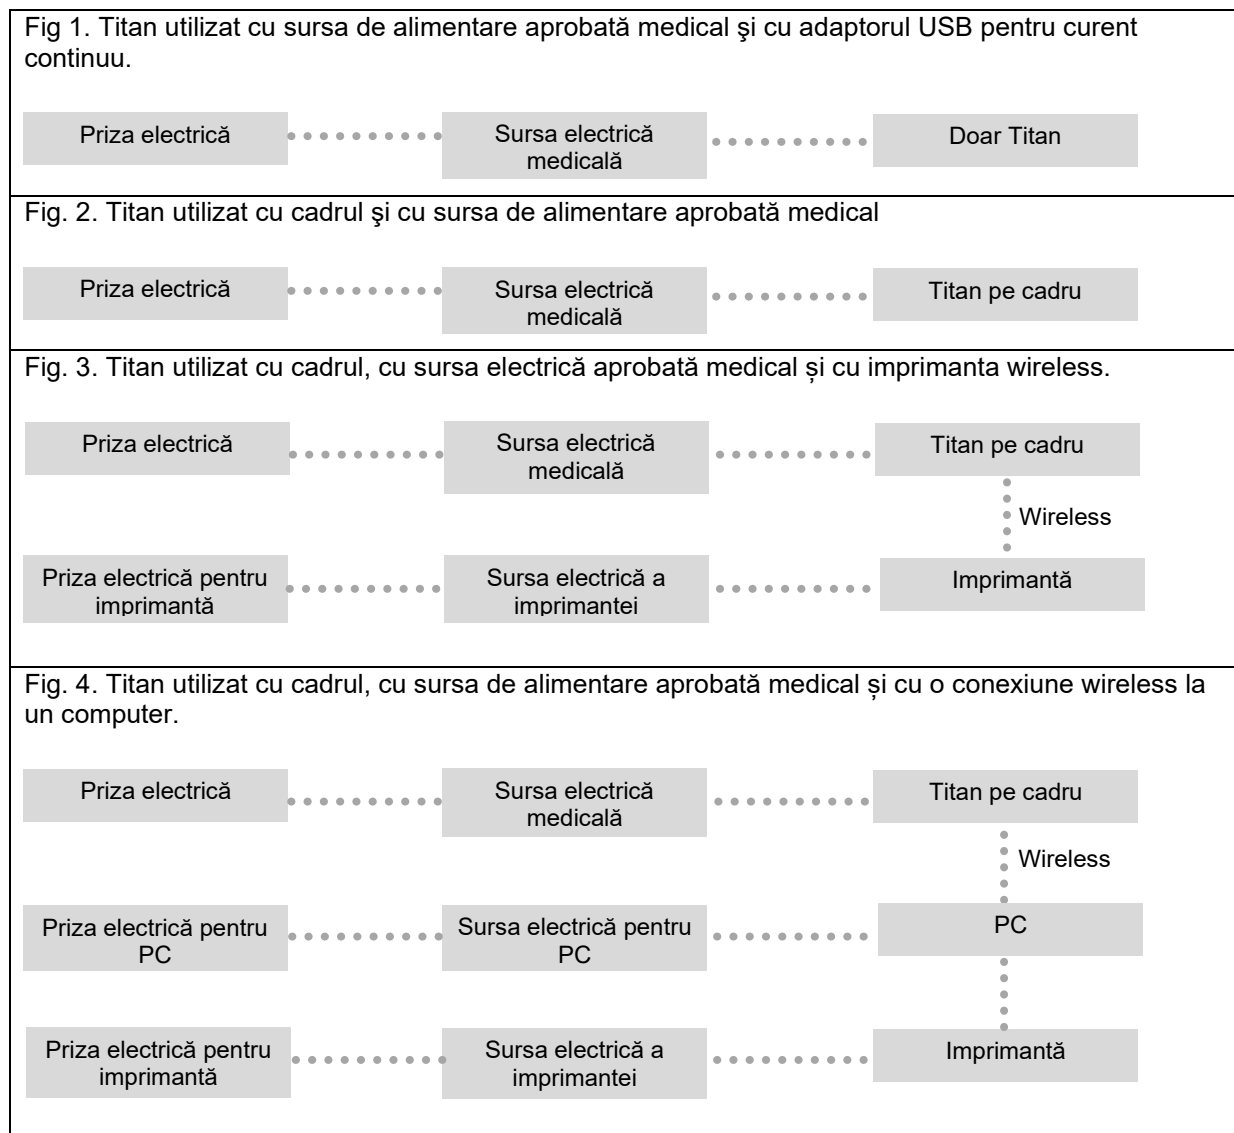 Fig 1. Titan utilizat cu sursa de alimentare aprobată medical şi cu adaptorul USB pentru curent
continuu.
Priza electrică
Sursa electrică
medicală
Doar Titan
Fig. 2. Titan utilizat cu cadrul şi cu sursa de alimentare aprobată medical
Priza electrică
Sursa electrică
medicală
Titan pe cadru
Fig. 3. Titan utilizat cu cadrul, cu sursa electrică aprobată medical și cu imprimanta wireless.
Priza electrică
Sursa electrică
medicală
Titan pe cadru
Wireless
Priza electrică pentru
imprimantă
Sursa electrică a
imprimantei
Imprimantă
Fig. 4. Titan utilizat cu cadrul, cu sursa de alimentare aprobată medical și cu o conexiune wireless la
un computer.
Priza electrică
Sursa electrică
medicală
Titan pe cadru
Wireless
Priza electrică pentru
PC
Sursa electrică pentru
PC
PC
Priza electrică pentru
imprimantă
Sursa electrică a
imprimantei
Imprimantă